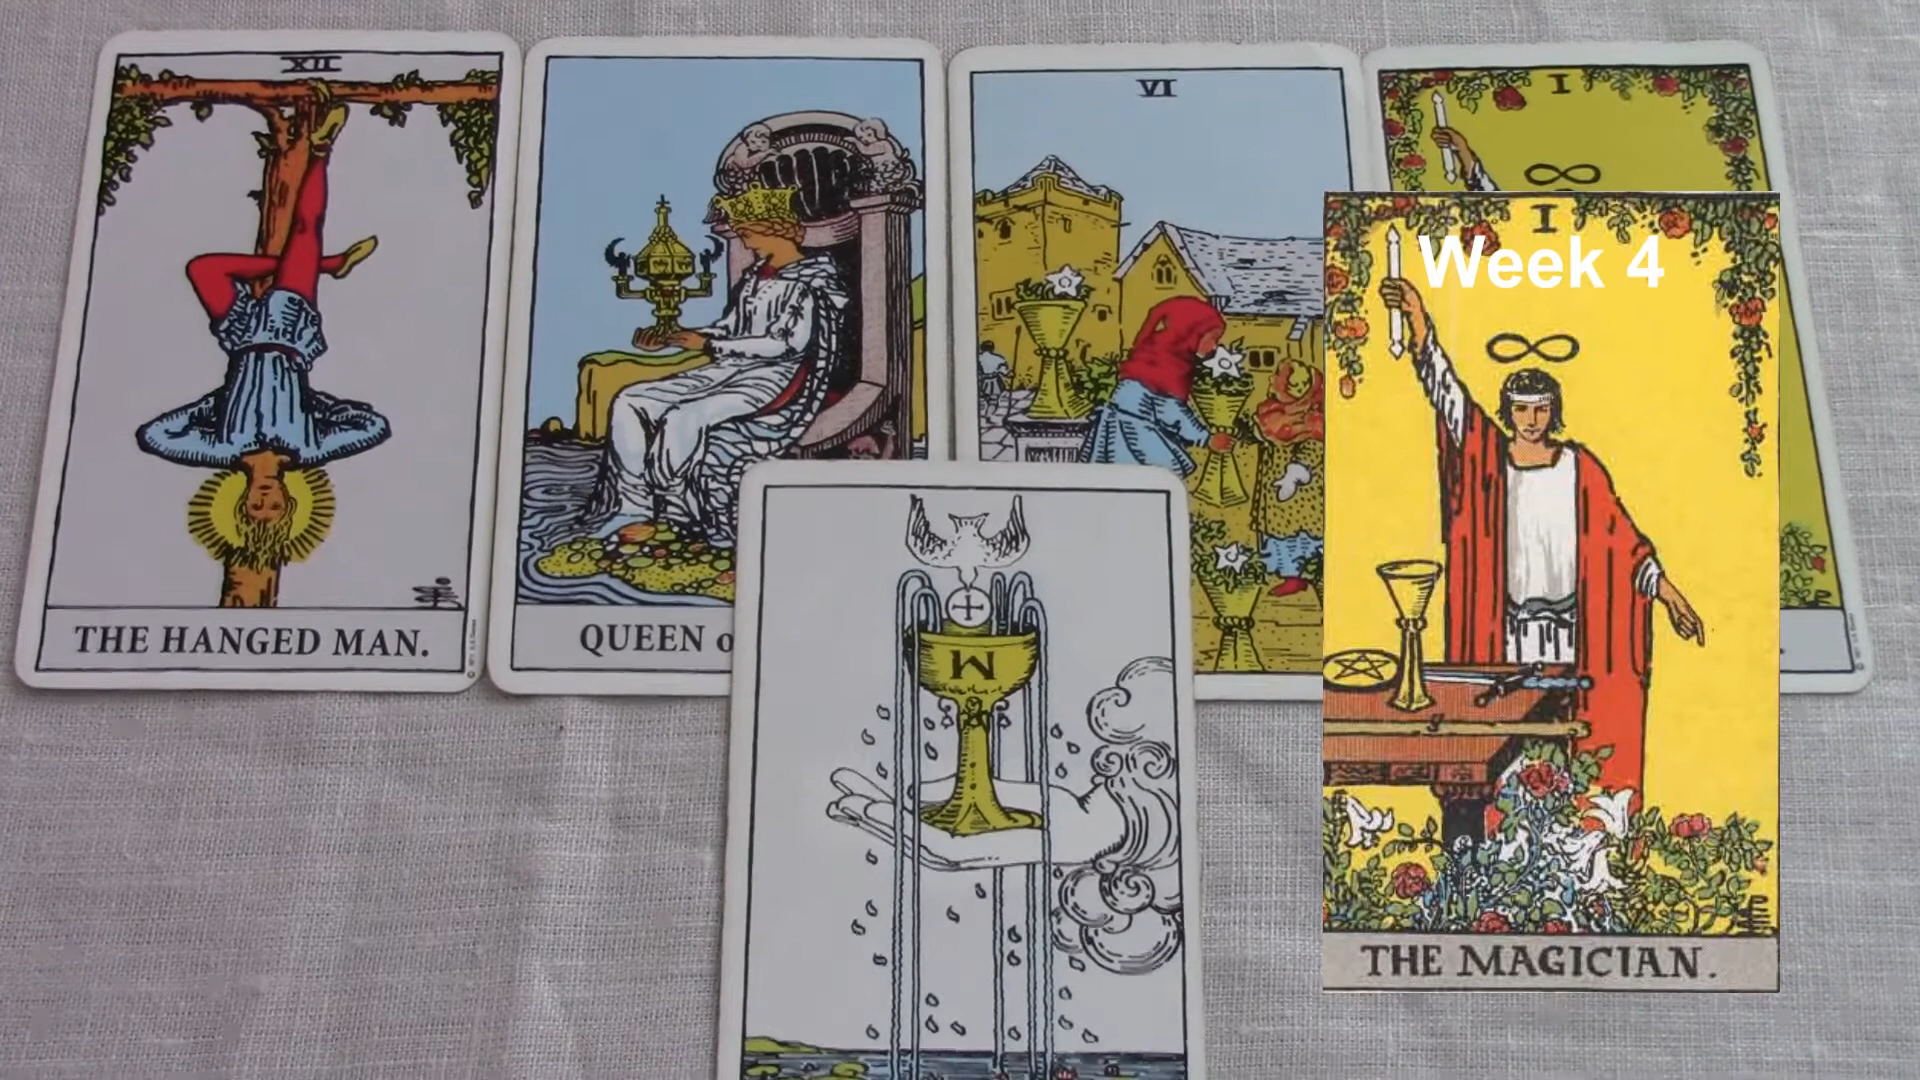 XII
THE HANGED MAN.
QUEEN o
VI
I
I
Week 4
THE MAGICIAN.